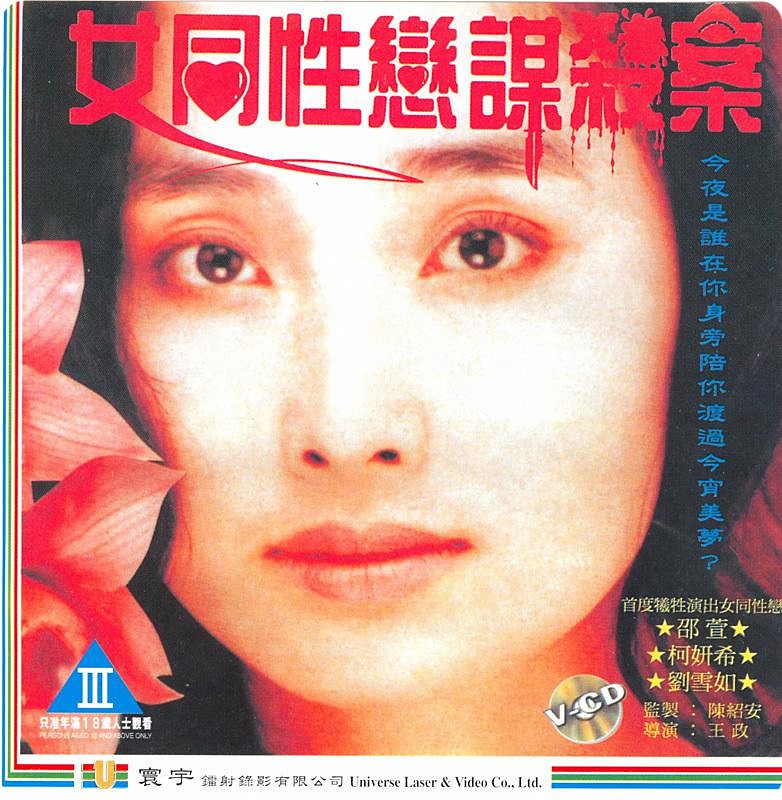 女同性戀謀殺案
今夜是誰在你身旁陪你渡過今宵美夢？
首度犧牲演出女同性戀
★邵萱★
★柯妍希★
★劉雪如★
監製：陳紹安
導演：王政
V-CD
III
只准年滿18歲人士觀看
PERSONS AGED 18 AND ABOVE ONLY
U 寰宇 鐳射錄影有限公司 Universe Laser & Video Co., Ltd.